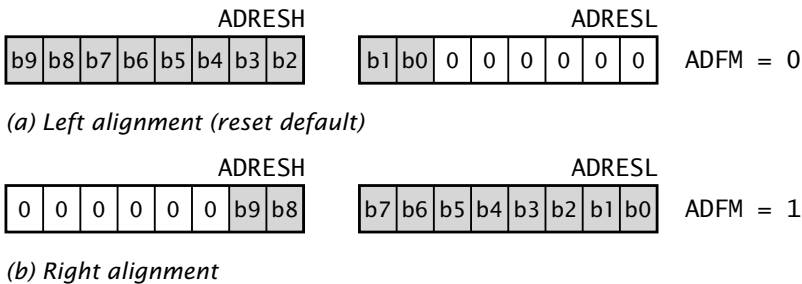 ADRESH ADRESL
b9 b8 b7 b6 b5 b4 b3 b2 b1 b0 0 0 0 0 0 0 ADFM = 0
(a) Left alignment (reset default)
ADRESH ADRESL
0 0 0 0 0 0 b9 b8 b7 b6 b5 b4 b3 b2 b1 b0 ADFM = 1
(b) Right alignment